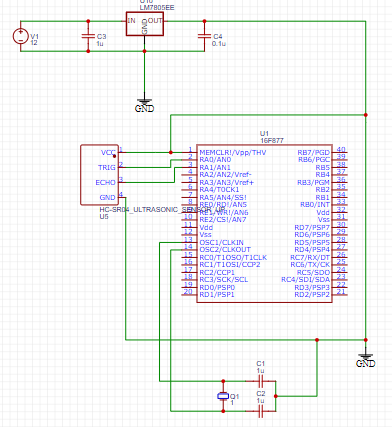 LM7805EE
IN OUT
GND
V1
12
C3
1u
C4
0.1u
GND
U1
16F877
VCC 1
TRIG 2
ECHO 3
GND 4
HC-SR04_ULTRASONIC_SENSOR_
U5
1 MEMCLR!/Vpp/THV RB7/PGD 40
2 RA0/AN0 RB6/PGC 39
3 RA1/AN1 RB5 38
4 RA2/AN2/Vref- RB4 37
5 RA3/AN3/Vref+ RB3/PGM 36
6 RA4/TOCK1 RB2 35
7 RA5/AN4/SS! RB1 34
8 RE0/RD!/AN5 RB0/INT 33
9 RE1/WR!/AN6 Vdd 32
10 RE2/CS!/AN7 Vss 31
11 Vdd RD7/PSP7 30
12 Vss RD6/PSP6 29
13 OSC1/CLKIN RD5/PSP5 28
14 OSC2/CLKOUT RD4/PSP4 27
15 RC0/T1OSO/T1CLK RC7/RX/DT 26
16 RC1/T1OSI/CCP2 RC6/TX/CK 25
17 RC2/CCP1 RC5/SDO 24
18 RC3/SCK/SCL RC4/SDI/SDA 23
19 RD0/PSP0 RD3/PSP3 22
20 RD1/PSP1 RD2/PSP2 21
GND
C1
1u
Q1
1
C2
1u